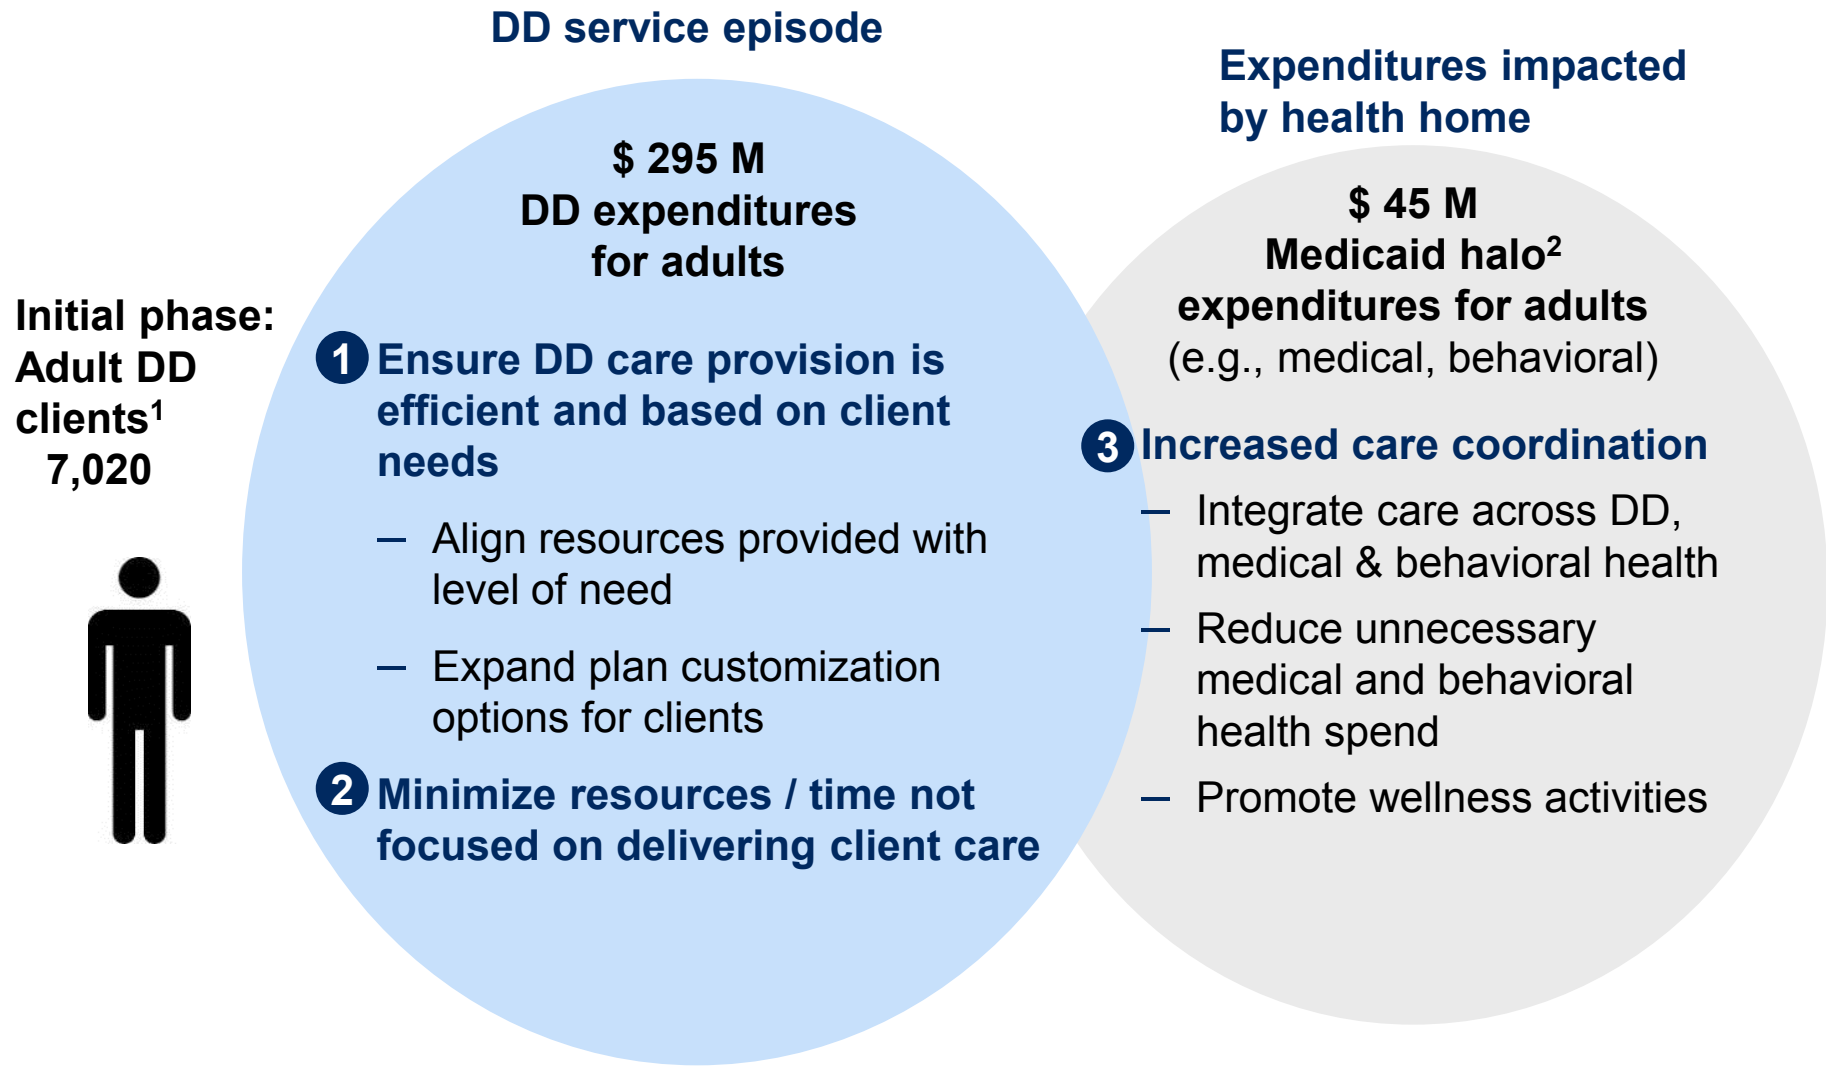 DD service episode
Expenditures impacted
by health home
$ 295 M
DD expenditures
for adults
$ 45 M
Medicaid halo²
expenditures for adults
(e.g., medical, behavioral)
Initial phase:
Adult DD
clients¹
7,020
1 Ensure DD care provision is
efficient and based on client
needs
– Align resources provided with
level of need
– Expand plan customization
options for clients
2 Minimize resources / time not
focused on delivering client care
3 Increased care coordination
– Integrate care across DD,
medical & behavioral health
– Reduce unnecessary
medical and behavioral
health spend
– Promote wellness activities